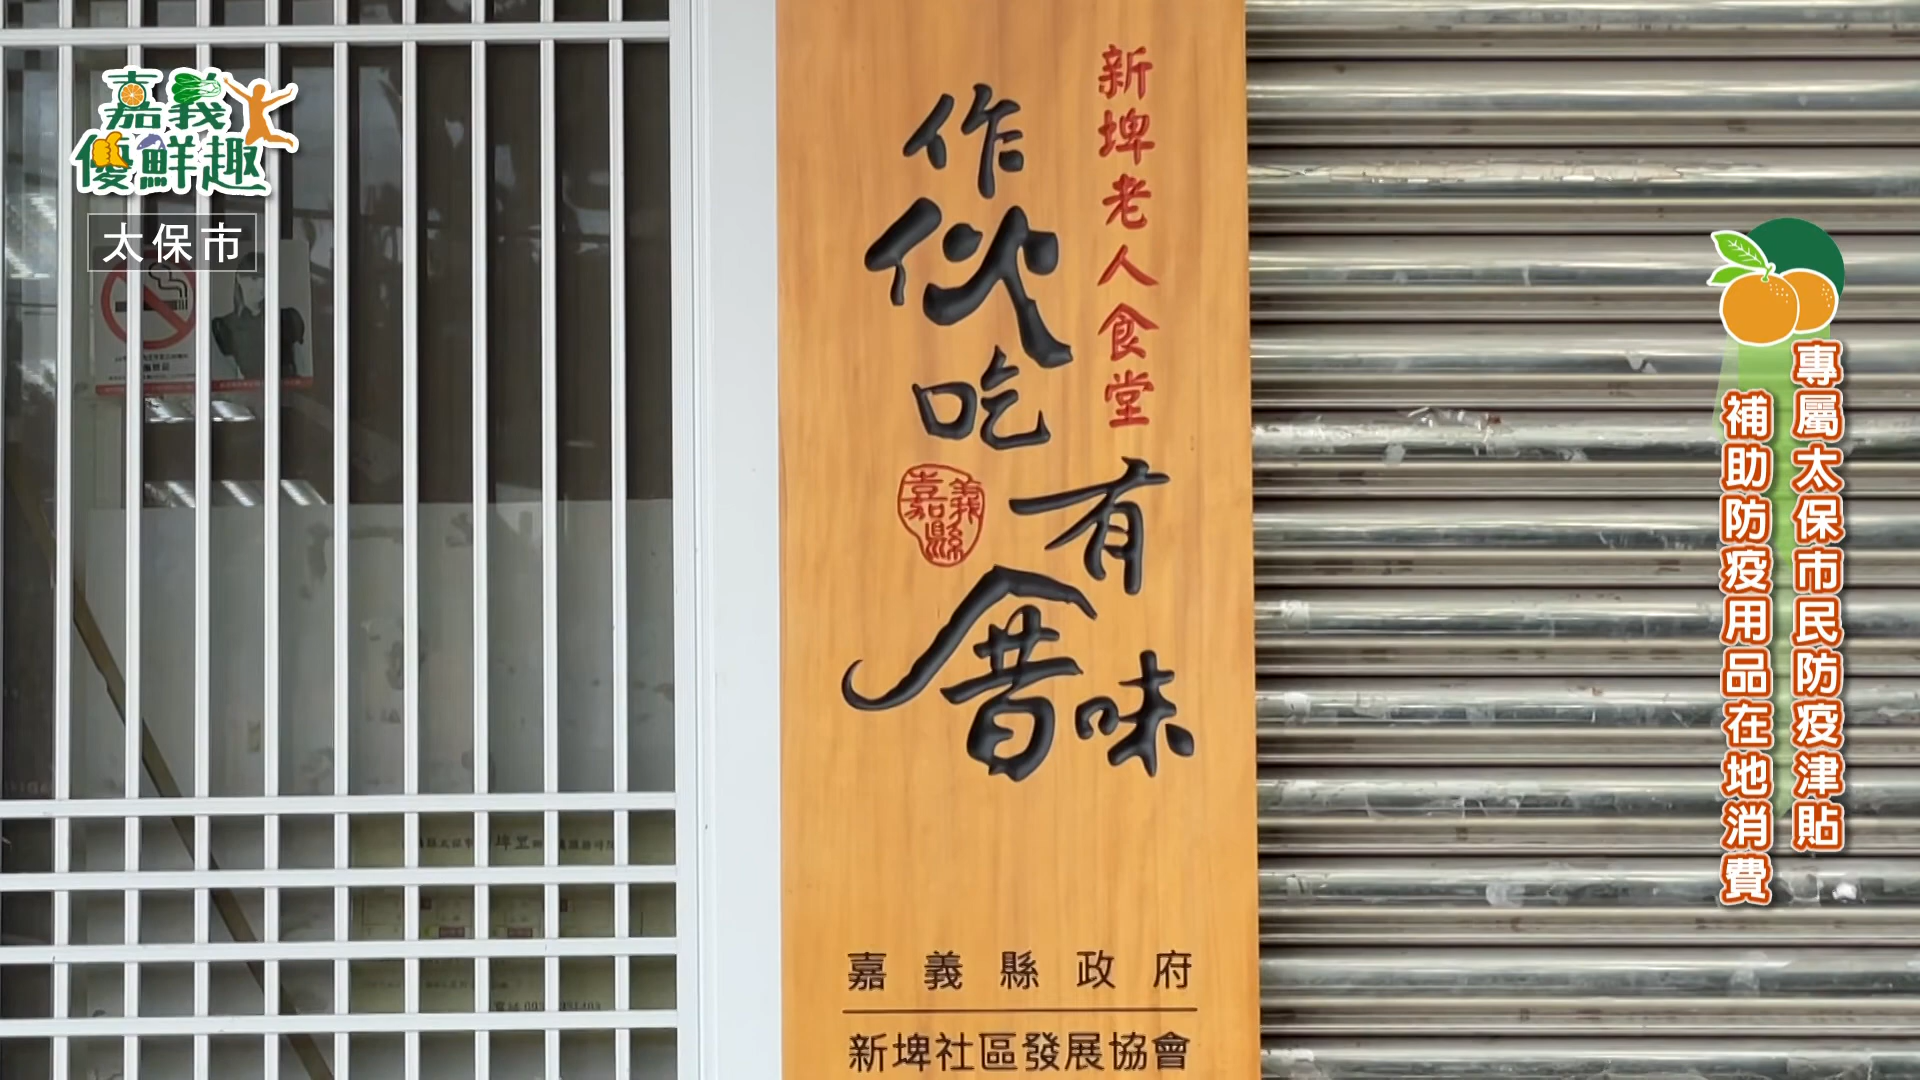 嘉義
優鮮趣
太保市
新埤老人食堂
作伙吃
有
會味
嘉義縣
嘉義縣政府
新埤社區發展協會
專屬太保市民防疫津貼
補助防疫用品在地消費